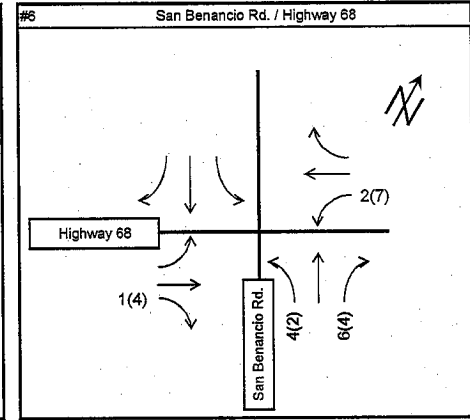 #6 San Benancio Rd. / Highway 68
N
2(7)
Highway 68
1(4)
San Benancio Rd.
4(2)
6(4)